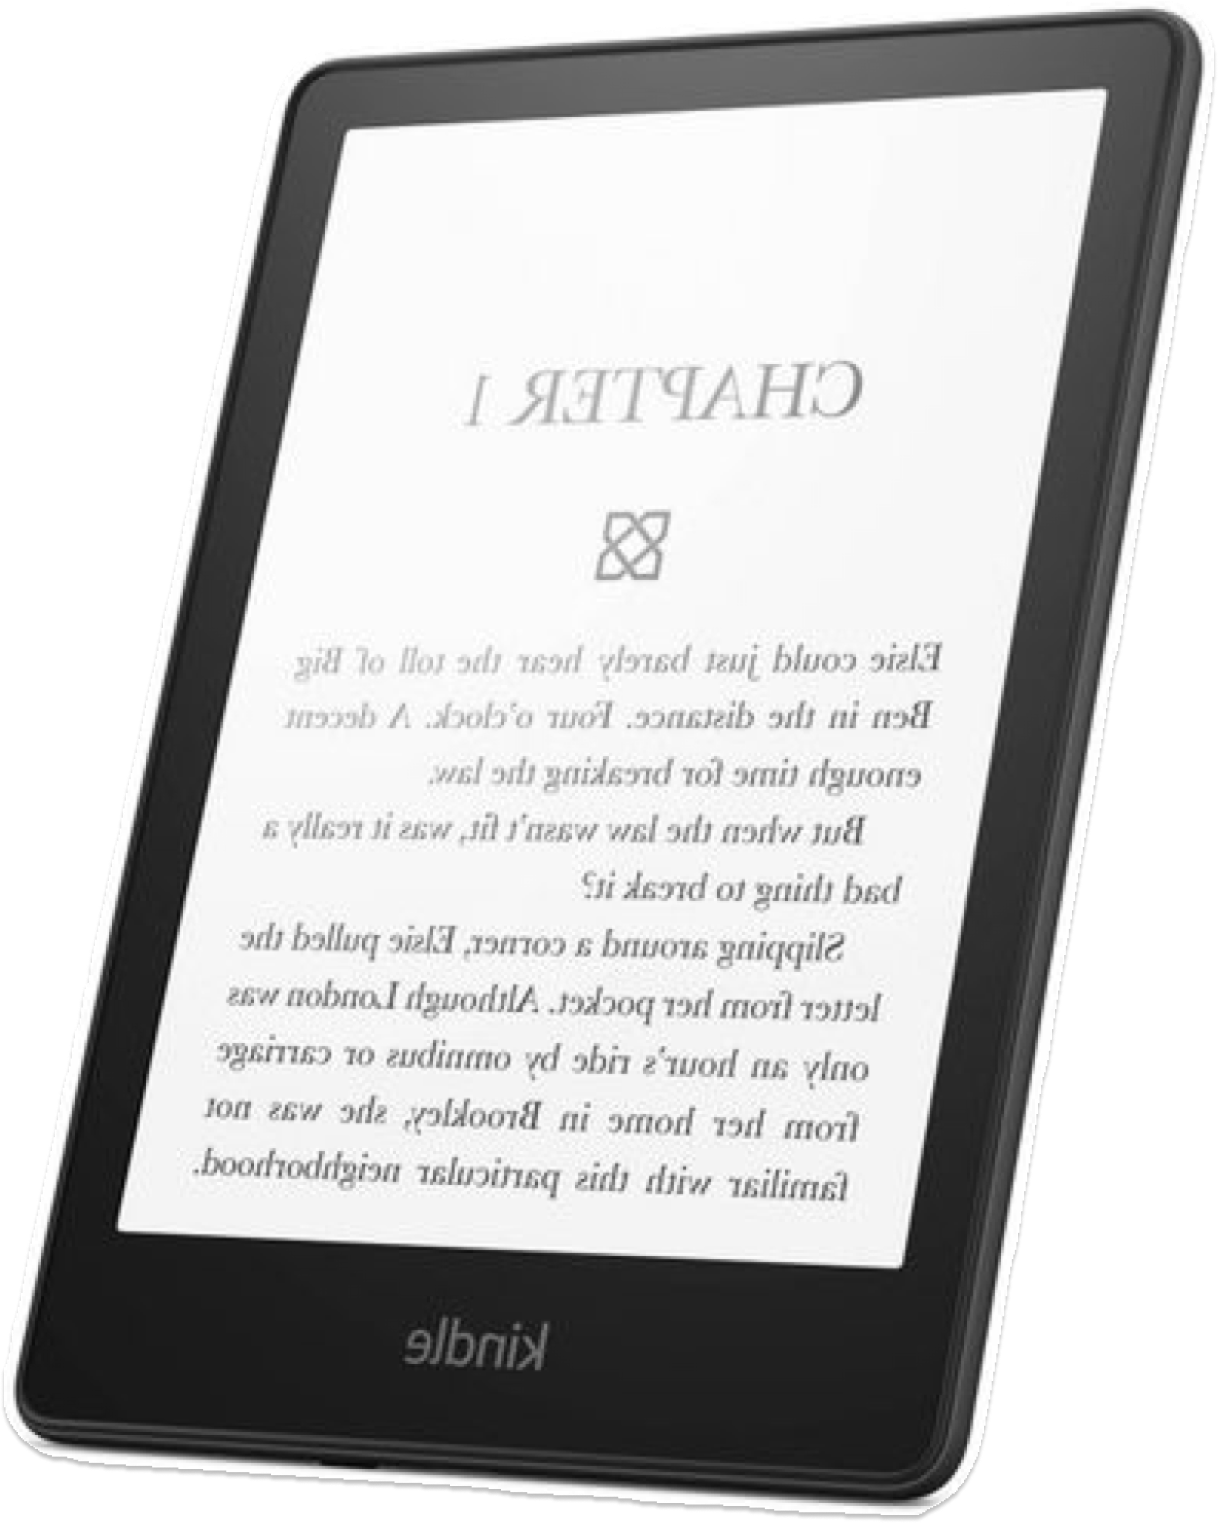 CHAPTER 1
Elsie could just barely hear the toll of Big
Ben in the distance. Four o'clock. A decent
enough time for breaking the law.
But when the law wasn't fit, was it really a
bad thing to break it?
Slipping around a corner, Elsie pulled the
letter from her pocket. Although London was
only an hour's ride by omnibus or carriage
from her home in Brookley, she was not
familiar with this particular neighborhood.
kindle